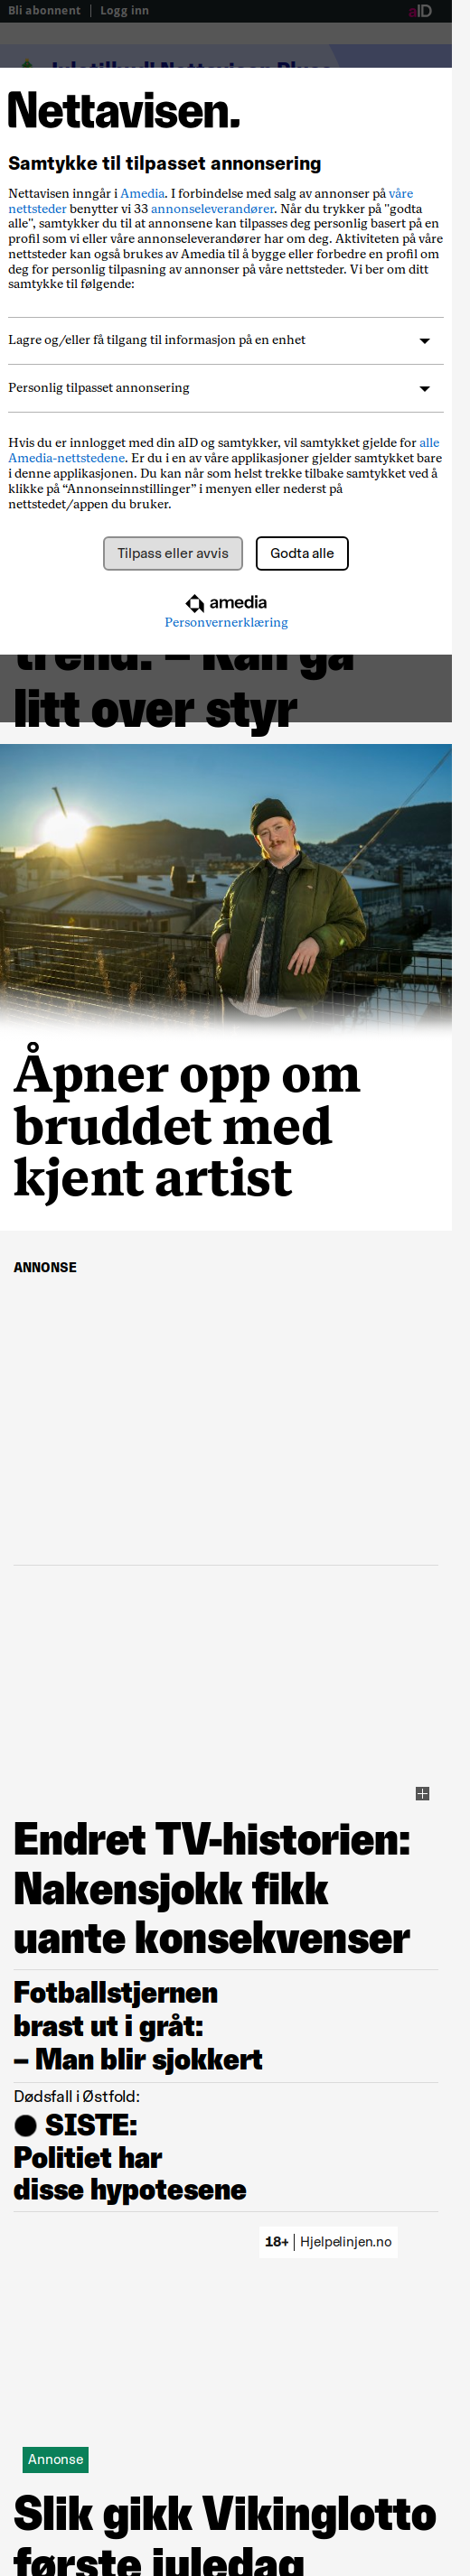 Bli abonnent | Logg inn
aID
Nettavisen.
Samtykke til tilpasset annonsering
Nettavisen inngår i Amedia. I forbindelse med salg av annonser på våre
nettsteder benytter vi 33 annonseleverandører. Når du trykker på "godta
alle", samtykker du til at annonsene kan tilpasses deg personlig basert på en
profil som vi eller våre annonseleverandører har om deg. Aktiviteten på våre
nettsteder kan også brukes av Amedia til å bygge eller forbedre en profil om
deg for personlig tilpasning av annonser på våre nettsteder. Vi ber om ditt
samtykke til følgende:
Lagre og/eller få tilgang til informasjon på en enhet
Personlig tilpasset annonsering
Hvis du er innlogget med din aID og samtykker, vil samtykket gjelde for alle
Amedia-nettstedene. Er du i en av våre applikasjoner gjelder samtykket bare
i denne applikasjonen. Du kan når som helst trekke tilbake samtykket ved å
klikke på “Annonseinnstillinger” i menyen eller nederst på
nettstedet/appen du bruker.
Tilpass eller avvis
Godta alle
amedia
Personvernerklæring
trend: – Kan gå
litt over styr
Åpner opp om
bruddet med
kjent artist
ANNONSE
Endret TV-historien:
Nakensjokk fikk
uante konsekvenser
Fotballstjernen
brast ut i gråt:
– Man blir sjokkert
Dødsfall i Østfold:
SISTE:
Politiet har
disse hypotesene
18+ | Hjelpelinjen.no
Annonse
Slik gikk Vikinglotto
første juledag